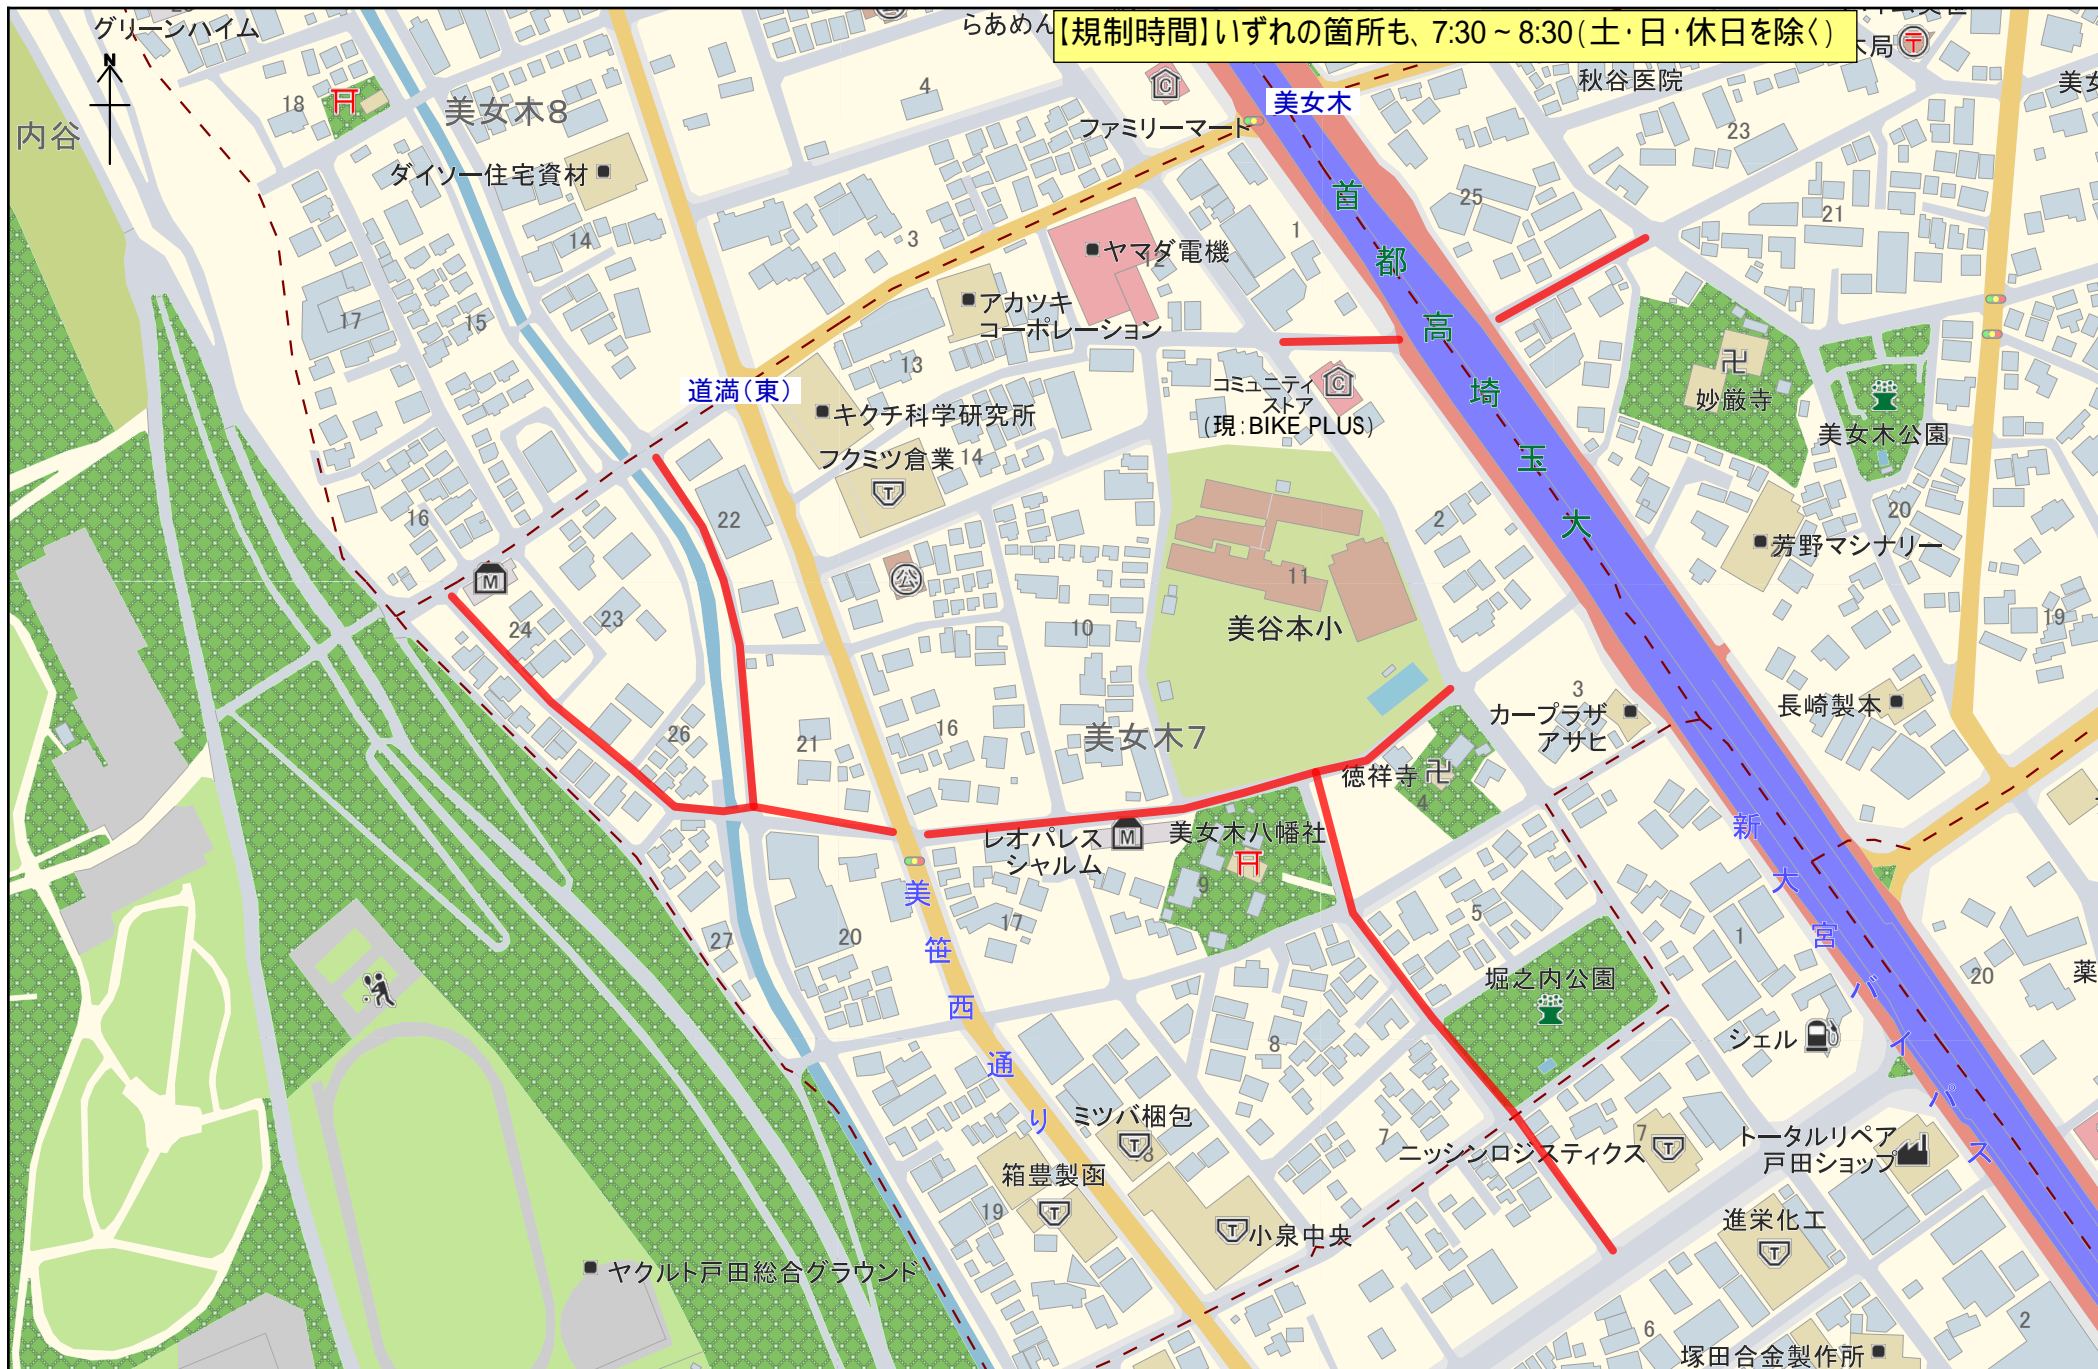 グリーンハイム
らあめん
【規制時間】いずれの箇所も、7:30~8:30(土・日・休日を除く)
木局
N
18
内谷
美女木8
4
ファミリーマート
美女木
秋谷医院
23
ダイソー住宅資材
14
3
ヤマダ電機
12
1
25
21
首都高埼玉大
17
15
アカツキ
コーポレーション
13
道満(東)
キクチ科学研究所
フクミツ倉業
14
コミュニティ
ストア
(現:BIKE PLUS)
妙厳寺
美女木公園
16
22
公
2
20
芳野マシナリー
M
24
23
10
11
美谷本小
19
26
21
16
美女木7
3
カープラザ
アサヒ
長崎製本
徳祥寺
4
レオパレス
シャルム
M
美女木八幡社
9
新大宮バイパス
美笹西通り
27
20
17
5
1
20
薬
堀之内公園
シェル
8
ミツバ梱包
18
7
ニッシンロジスティクス
7
トータルリペア
戸田ショップ
箱豊製函
19
小泉中央
進栄化工
ヤクルト戸田総合グラウンド
6
2
塚田合金製作所